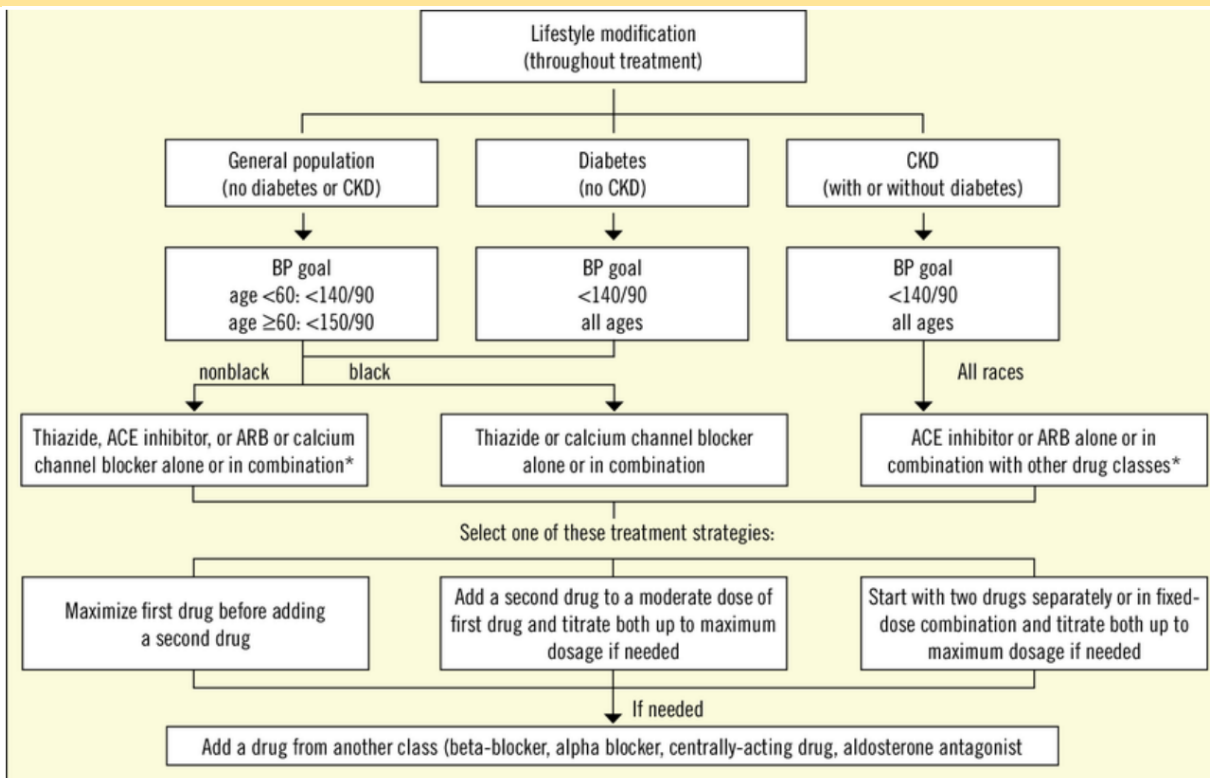 Lifestyle modification
(throughout treatment)
General population
(no diabetes or CKD)
Diabetes
(no CKD)
CKD
(with or without diabetes)
BP goal
age <60: <140/90
age ≥60: <150/90
BP goal
<140/90
all ages
BP goal
<140/90
all ages
nonblack
black
All races
Thiazide, ACE inhibitor, or ARB or calcium
channel blocker alone or in combination*
Thiazide or calcium channel blocker
alone or in combination
ACE inhibitor or ARB alone or in
combination with other drug classes*
Select one of these treatment strategies:
Maximize first drug before adding
a second drug
Add a second drug to a moderate dose of
first drug and titrate both up to maximum
dosage if needed
Start with two drugs separately or in fixed-
dose combination and titrate both up to
maximum dosage if needed
If needed
Add a drug from another class (beta-blocker, alpha blocker, centrally-acting drug, aldosterone antagonist